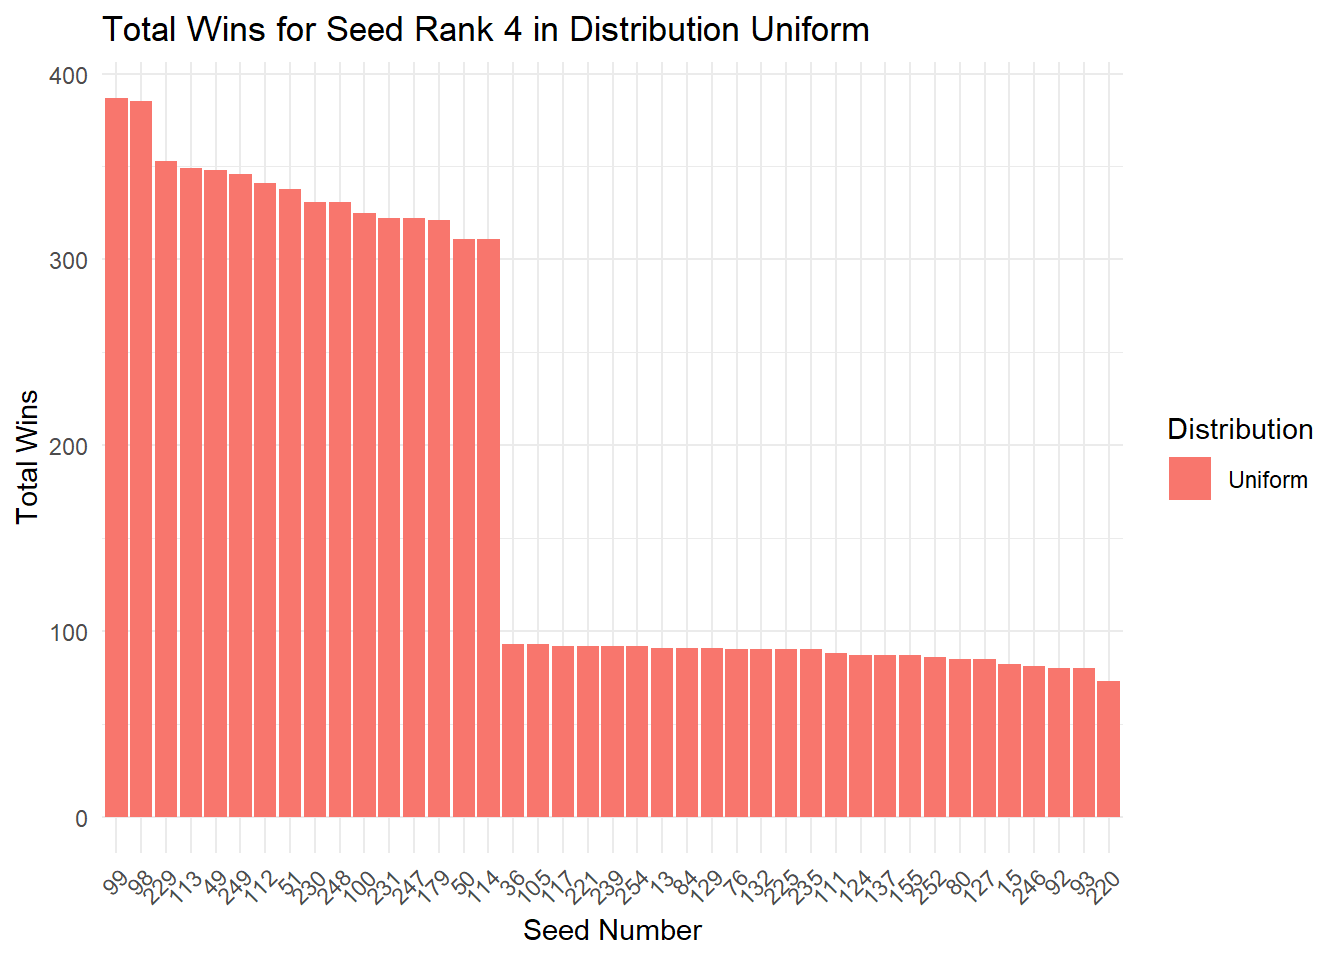 Total Wins for Seed Rank 4 in Distribution Uniform
400
300
200
100
0
Total Wins
99 98 229 113 49 249 112 51 230 248 100 231 247 179 50 114 36 105 117 221 239 254 13 84 129 76 132 225 235 111 124 137 155 252 80 127 15 246 92 93 220
Seed Number
Distribution
Uniform